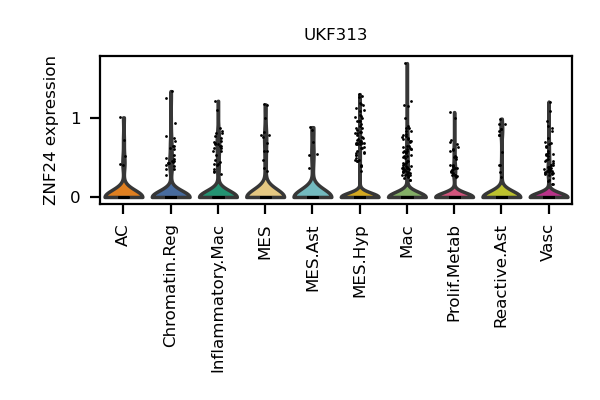 UKF313
ZNF24 expression
1
0
AC
Chromatin.Reg
Inflammatory.Mac
MES
MES.Ast
MES.Hyp
Mac
Prolif.Metab
Reactive.Ast
Vasc